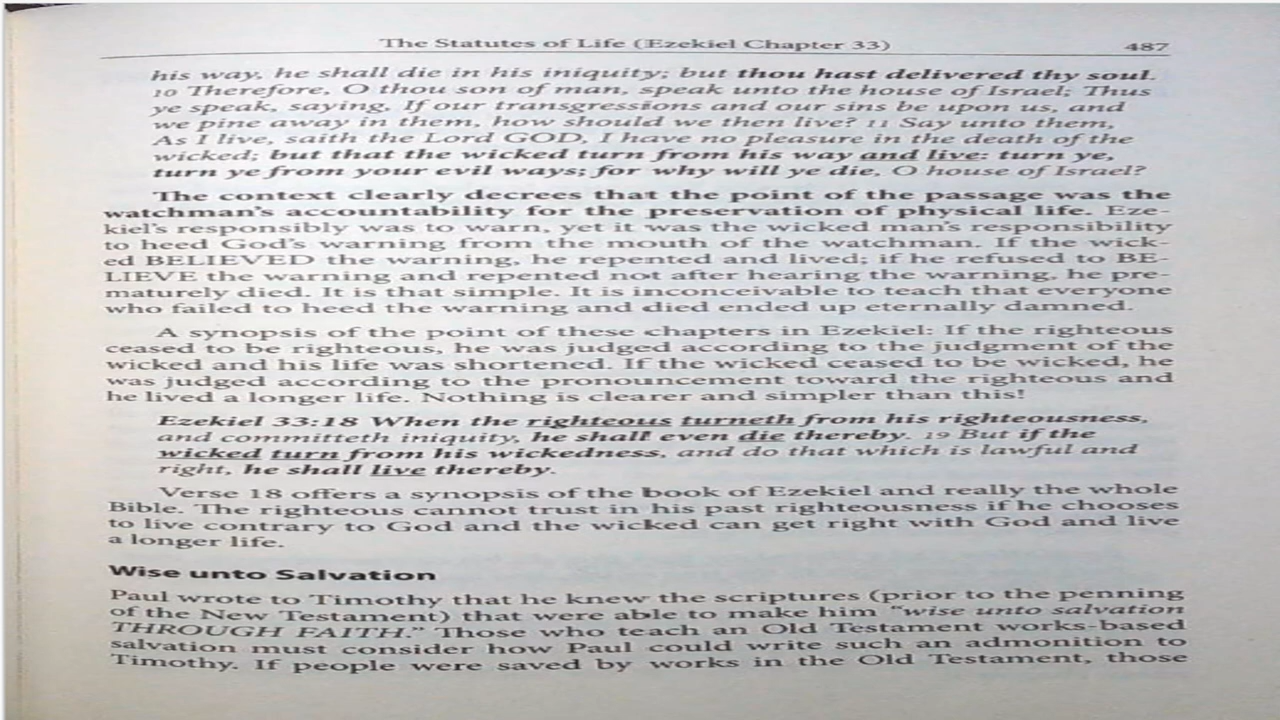 The Statutes of Life (Ezekiel Chapter 33) 487
his way, he shall die in his iniquity; but thou hast delivered thy soul.
10 Therefore, O thou son of man, speak unto the house of Israel; Thus
ye speak, saying, If our transgressions and our sins be upon us, and
we pine away in them, how should we then live? 11 Say unto them,
As I live, saith the Lord GOD, I have no pleasure in the death of the
wicked; but that the wicked turn from his way and live: turn ye,
turn ye from your evil ways; for why will ye die, O house of Israel?
The context clearly decrees that the point of the passage was the
watchman's accountability for the preservation of physical life. Eze-
kiel's responsibly was to warn, yet it was the wicked man's responsibility
to heed God's warning from the mouth of the watchman. If the wick-
ed BELIEVED the warning, he repented and lived; if he refused to BE-
LIEVE the warning and repented not after hearing the warning, he pre-
maturely died. It is that simple. It is inconceivable to teach that everyone
who failed to heed the warning and died ended up eternally damned.
A synopsis of the point of these chapters in Ezekiel: If the righteous
ceased to be righteous, he was judged according to the judgment of the
wicked and his life was shortened. If the wicked ceased to be wicked, he
was judged according to the pronouncement toward the righteous and
he lived a longer life. Nothing is clearer and simpler than this!
Ezekiel 33:18 When the righteous turneth from his righteousness,
and committeth iniquity, he shall even die thereby. 19 But if the
wicked turn from his wickedness, and do that which is lawful and
right, he shall live thereby.
Verse 18 offers a synopsis of the book of Ezekiel and really the whole
Bible. The righteous cannot trust in his past righteousness if he chooses
to live contrary to God and the wicked can get right with God and live
a longer life.
Wise unto Salvation
Paul wrote to Timothy that he knew the scriptures (prior to the penning
of the New Testament) that were able to make him "wise unto salvation
THROUGH FAITH." Those who teach an Old Testament works-based
salvation must consider how Paul could write such an admonition to
Timothy. If people were saved by works in the Old Testament, those